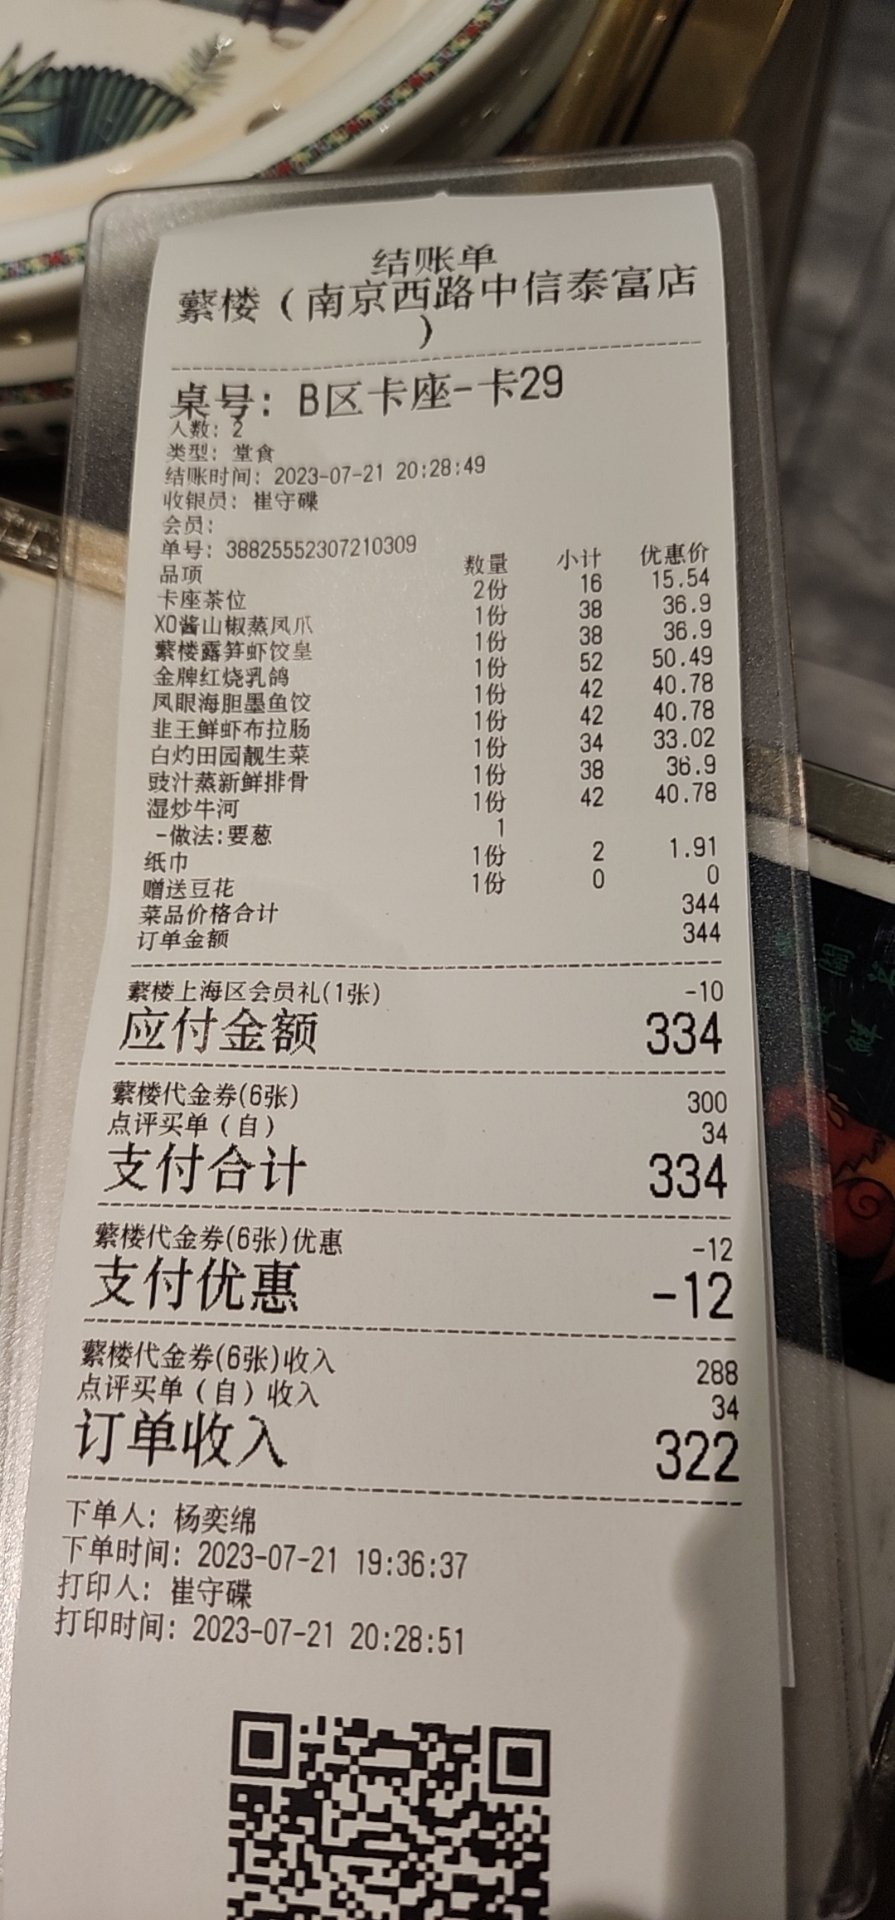 结账单
蘩楼（南京西路中信泰富店
）
桌号: B区卡座-卡29
人数: 2
类型: 堂食
结账时间: 2023-07-21 20:28:49
收银员: 崔守碟
会员:
单号: 38825552307210309
品项 数量 小计 优惠价
卡座茶位 2份 16 15.54
XO酱山椒蒸凤爪 1份 38 36.9
蘩楼露笋虾饺皇 1份 38 36.9
金牌红烧乳鸽 1份 52 50.49
凤眼海胆墨鱼饺 1份 42 40.78
韭王鲜虾布拉肠 1份 42 40.78
白灼田园靓生菜 1份 34 33.02
豉汁蒸新鲜排骨 1份 38 36.9
湿炒牛河 1份 42 40.78
-做法:要葱 1
纸巾 1份 2 1.91
赠送豆花 1份 0 0
菜品价格合计 344
订单金额 344
蘩楼上海区会员礼(1张) -10
应付金额 334
蘩楼代金券(6张) 300
点评买单（自） 34
支付合计 334
蘩楼代金券(6张)优惠 -12
支付优惠 -12
蘩楼代金券(6张)收入 288
点评买单（自）收入 34
订单收入 322
下单人: 杨奕绵
下单时间: 2023-07-21 19:36:37
打印人: 崔守碟
打印时间: 2023-07-21 20:28:51